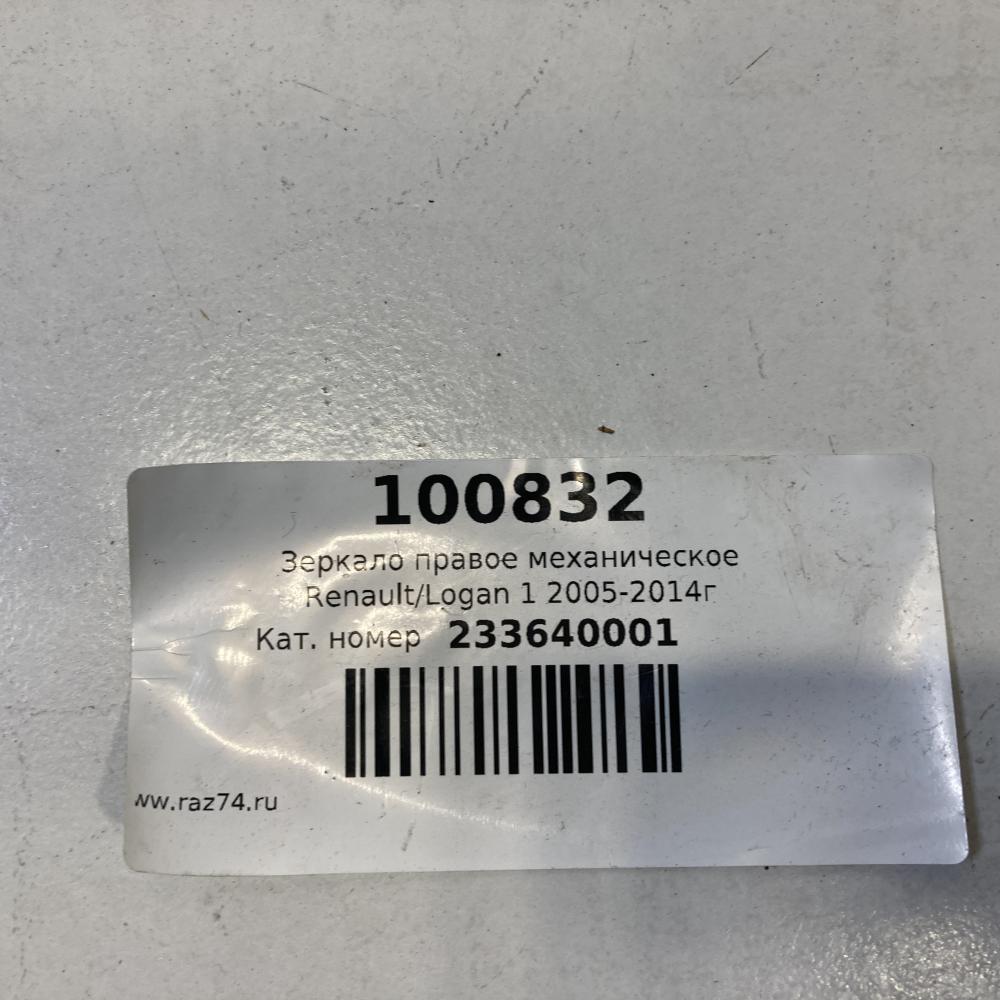 100832
Зеркало правое механическое
Renault/Logan 1 2005-2014г
Кат. номер 233640001
ww.raz74.ru